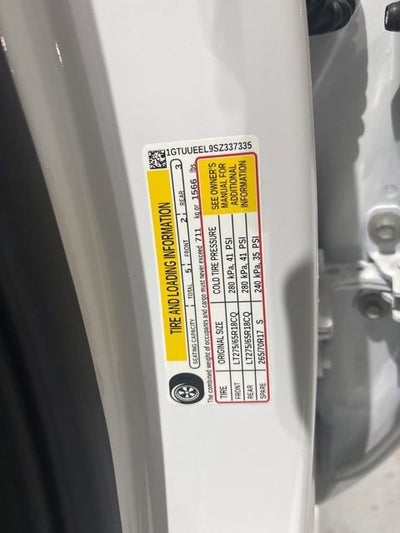 1GTUUEEL9SZ337335
TIRE AND LOADING INFORMATION
SEATING CAPACITY TOTAL 5 FRONT 2 REAR 3
The combined weight of occupants and cargo must never exceed 711 kg or 1566 lbs.
TIRE ORIGINAL SIZE COLD TIRE PRESSURE
FRONT LT275/65R18CQ 280 kPa, 41 PSI
REAR LT275/65R18CQ 280 kPa, 41 PSI
SPARE 265/70R17 S 240 kPa, 35 PSI
SEE OWNER'S
MANUAL FOR
ADDITIONAL
INFORMATION